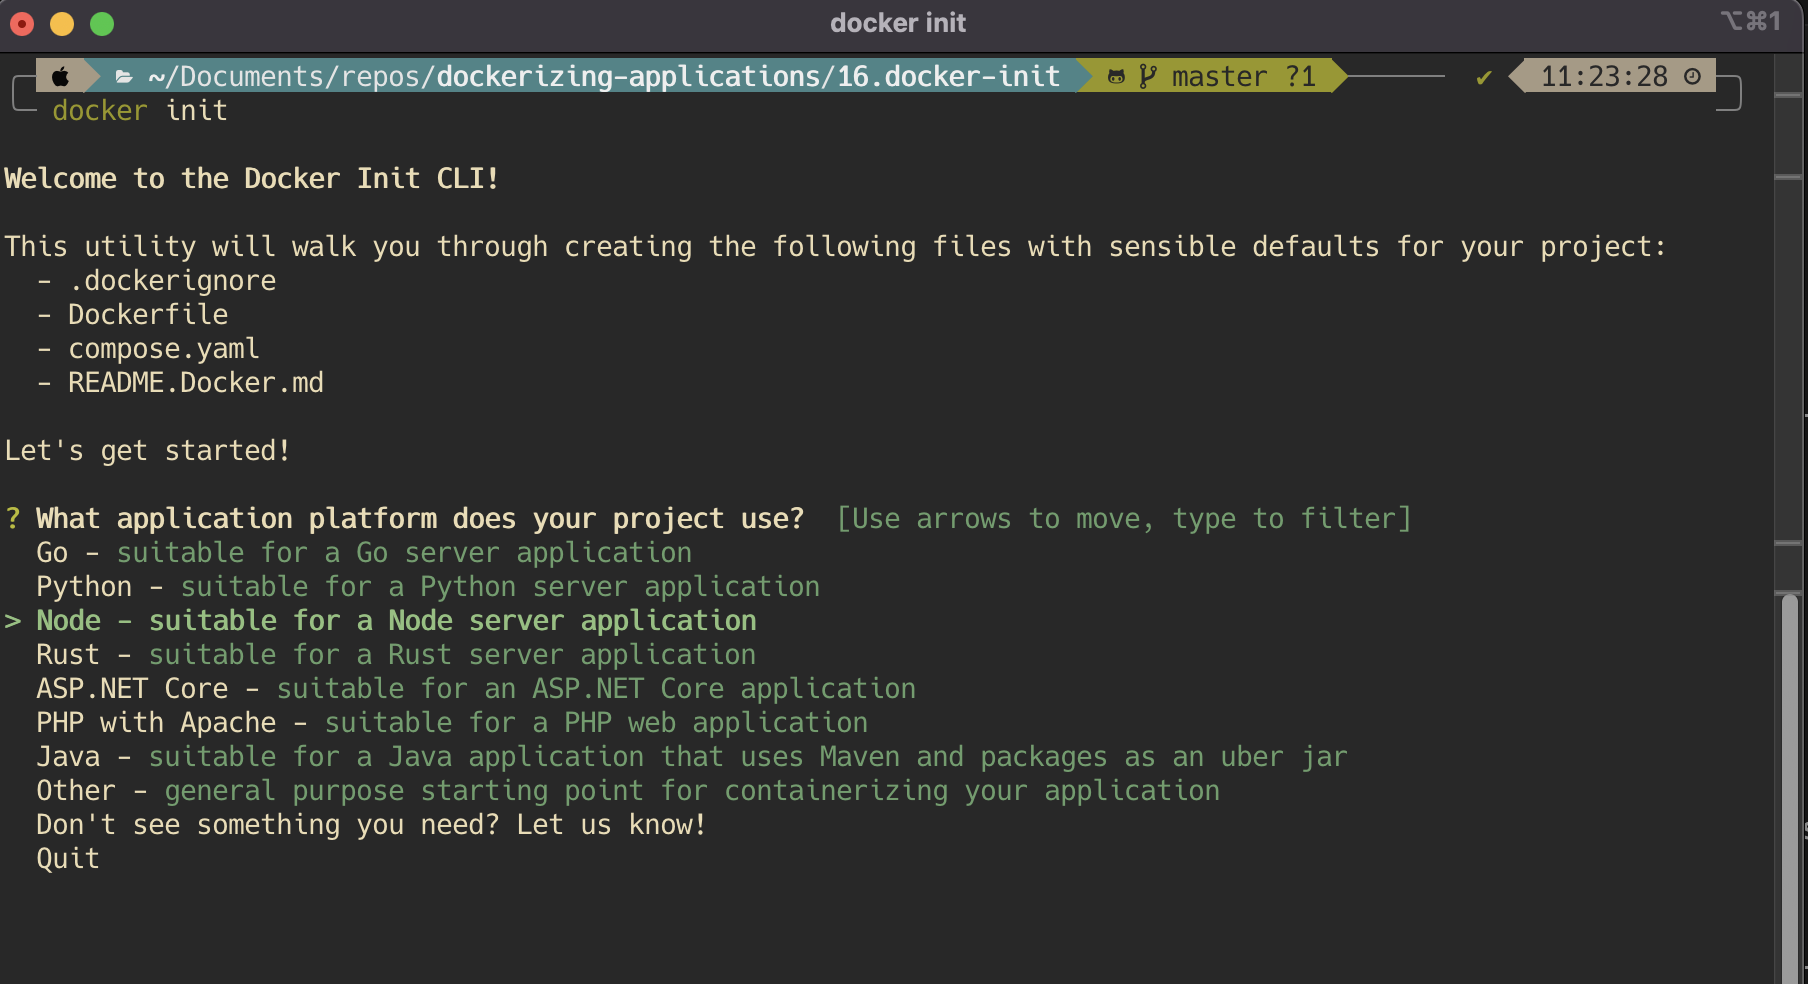 docker init
⌥⌘1
~/Documents/repos/dockerizing-applications/16.docker-init master ?1 ✔ 11:23:28
docker init
Welcome to the Docker Init CLI!
This utility will walk you through creating the following files with sensible defaults for your project:
- .dockerignore
- Dockerfile
- compose.yaml
- README.Docker.md
Let's get started!
? What application platform does your project use? [Use arrows to move, type to filter]
Go - suitable for a Go server application
Python - suitable for a Python server application
> Node - suitable for a Node server application
Rust - suitable for a Rust server application
ASP.NET Core - suitable for an ASP.NET Core application
PHP with Apache - suitable for a PHP web application
Java - suitable for a Java application that uses Maven and packages as an uber jar
Other - general purpose starting point for containerizing your application
Don't see something you need? Let us know!
Quit